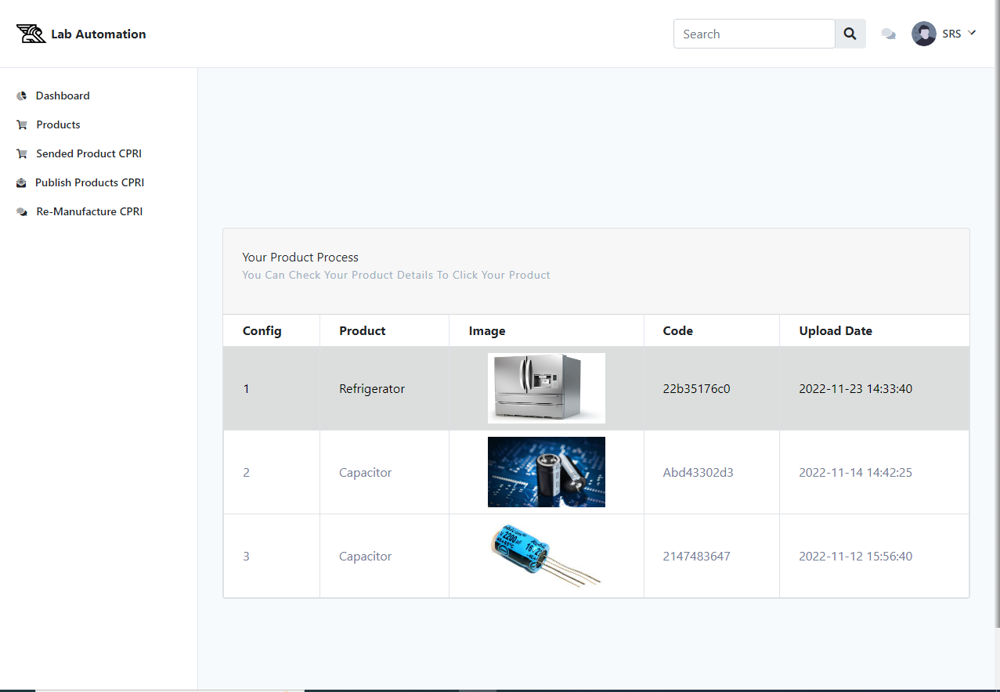 Lab Automation
Search
SRS
Dashboard
Products
Sended Product CPRI
Publish Products CPRI
Re-Manufacture CPRI
Your Product Process
You Can Check Your Product Details To Click Your Product
Config Product Image Code Upload Date
1 Refrigerator 22b35176c0 2022-11-23 14:33:40
2 Capacitor Abd43302d3 2022-11-14 14:42:25
2200µF
3 Capacitor 2147483647 2022-11-12 15:56:40